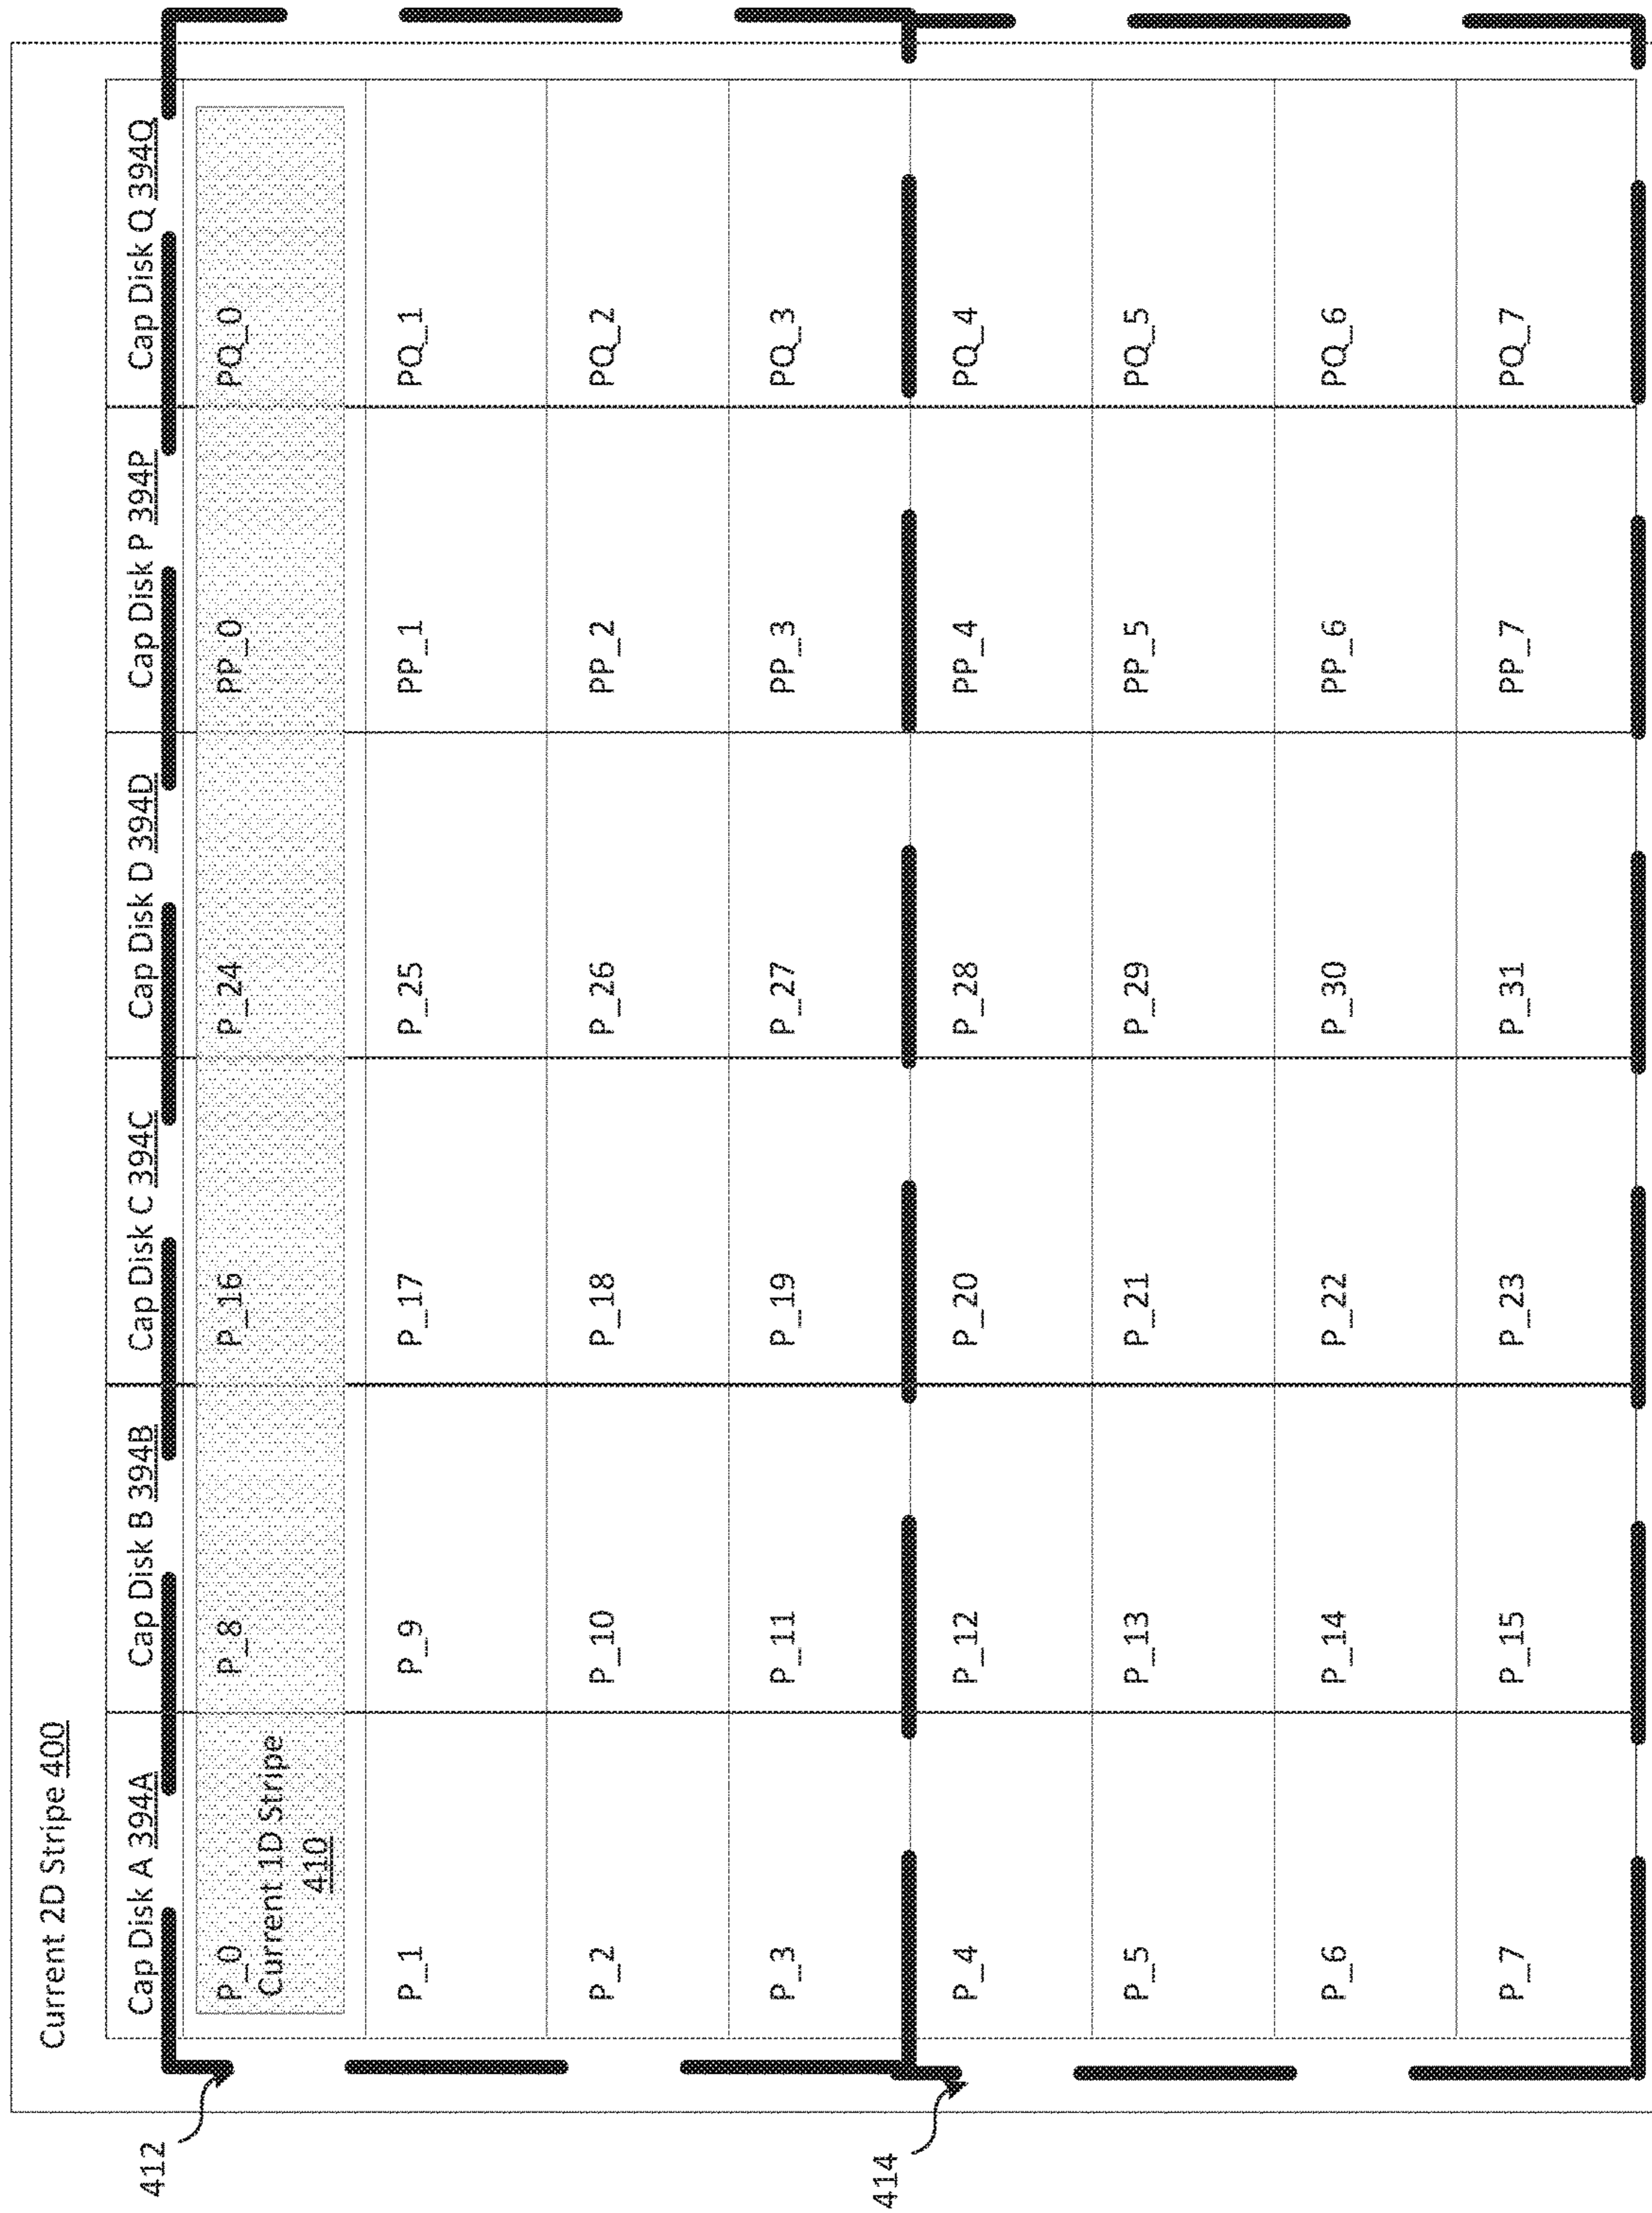 Current 2D Stripe 400
Cap Disk A 394A Cap Disk B 394B Cap Disk C 394C Cap Disk D 394D Cap Disk P 394P Cap Disk Q 394Q
412
P_0 P_8 P_16 P_24 PP_0 PQ_0
Current 1D Stripe
410
P_1 P_9 P_17 P_25 PP_1 PQ_1
P_2 P_10 P_18 P_26 PP_2 PQ_2
P_3 P_11 P_19 P_27 PP_3 PQ_3
414
P_4 P_12 P_20 P_28 PP_4 PQ_4
P_5 P_13 P_21 P_29 PP_5 PQ_5
P_6 P_14 P_22 P_30 PP_6 PQ_6
P_7 P_15 P_23 P_31 PP_7 PQ_7